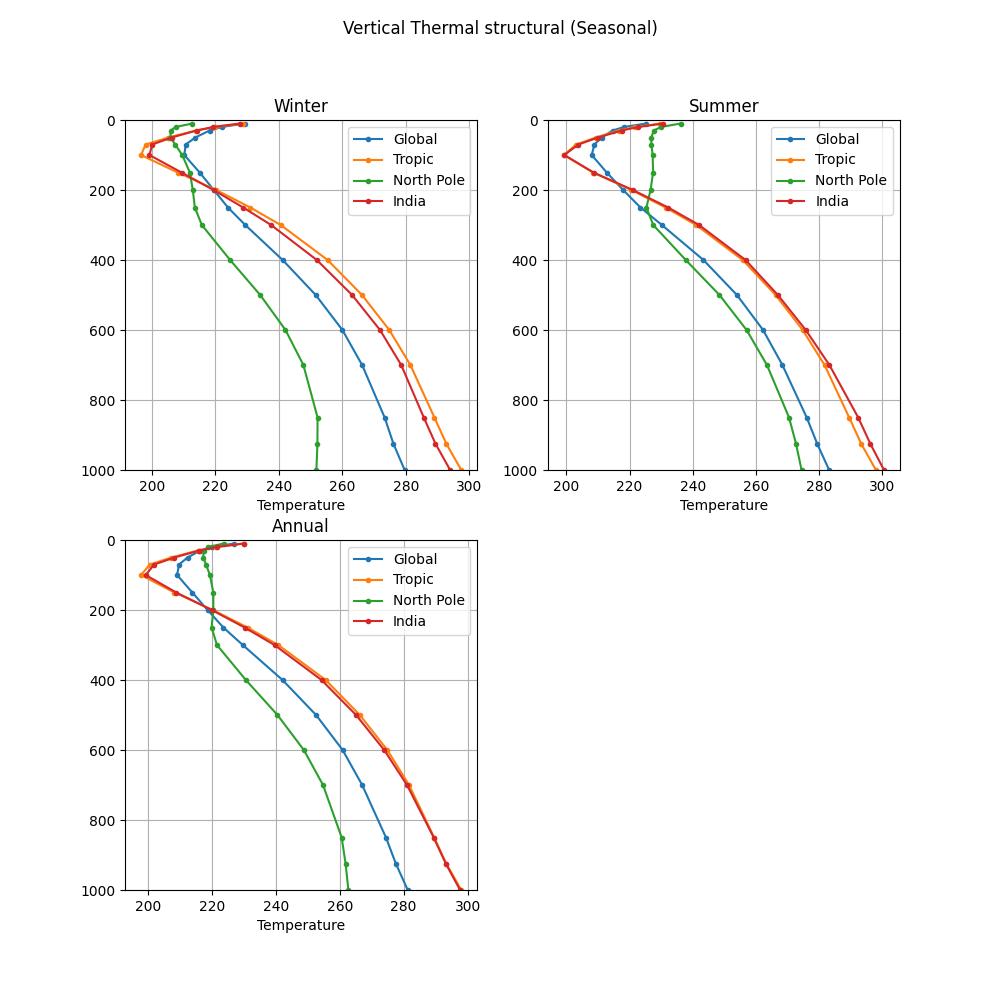 Vertical Thermal structural (Seasonal)
Winter
0
200
400
600
800
1000
200 220 240 260 280 300
Temperature
Global
Tropic
North Pole
India
Summer
0
200
400
600
800
1000
200 220 240 260 280 300
Temperature
Global
Tropic
North Pole
India
Annual
0
200
400
600
800
1000
200 220 240 260 280 300
Temperature
Global
Tropic
North Pole
India